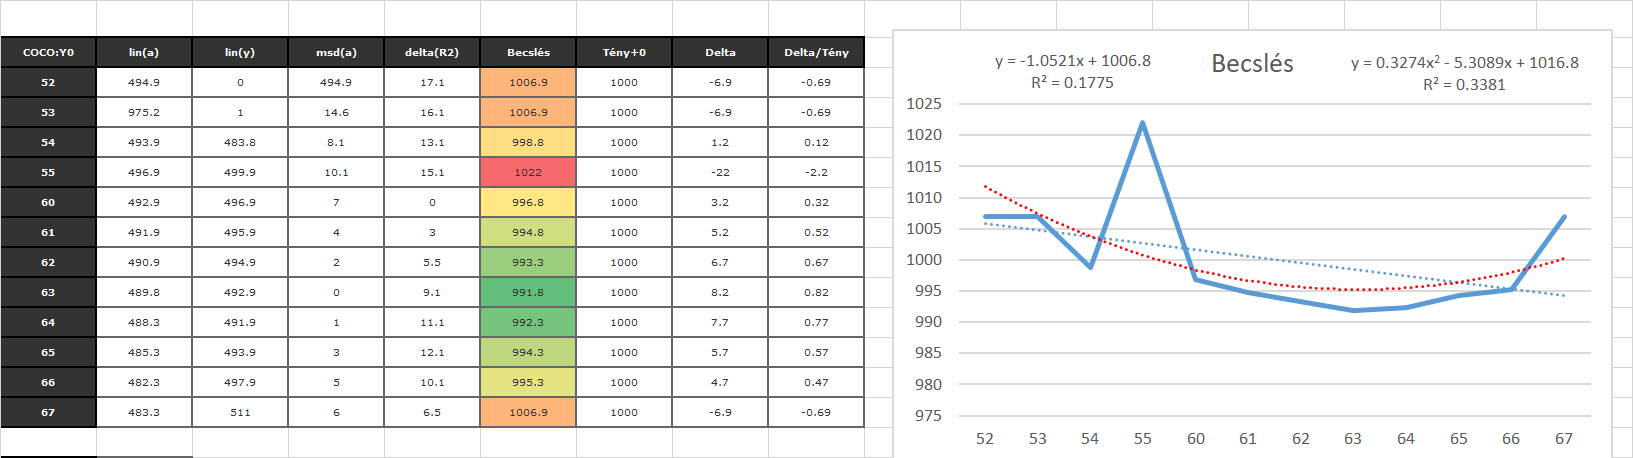 COCO:Y0 lin(a) lin(y) msd(a) delta(R2) Becslés Tény+0 Delta Delta/Tény
52 494.9 0 494.9 17.1 1006.9 1000 -6.9 -0.69
53 975.2 1 14.6 16.1 1006.9 1000 -6.9 -0.69
54 493.9 483.8 8.1 13.1 998.8 1000 1.2 0.12
55 496.9 499.9 10.1 15.1 1022 1000 -22 -2.2
60 492.9 496.9 7 0 996.8 1000 3.2 0.32
61 491.9 495.9 4 3 994.8 1000 5.2 0.52
62 490.9 494.9 2 5.5 993.3 1000 6.7 0.67
63 489.8 492.9 0 9.1 991.8 1000 8.2 0.82
64 488.3 491.9 1 11.1 992.3 1000 7.7 0.77
65 485.3 493.9 3 12.1 994.3 1000 5.7 0.57
66 482.3 497.9 5 10.1 995.3 1000 4.7 0.47
67 483.3 511 6 6.5 1006.9 1000 -6.9 -0.69
y = -1.0521x + 1006.8
R² = 0.1775
Becslés
y = 0.3274x² - 5.3089x + 1016.8
R² = 0.3381
1025
1020
1015
1010
1005
1000
995
990
985
980
975
52 53 54 55 60 61 62 63 64 65 66 67